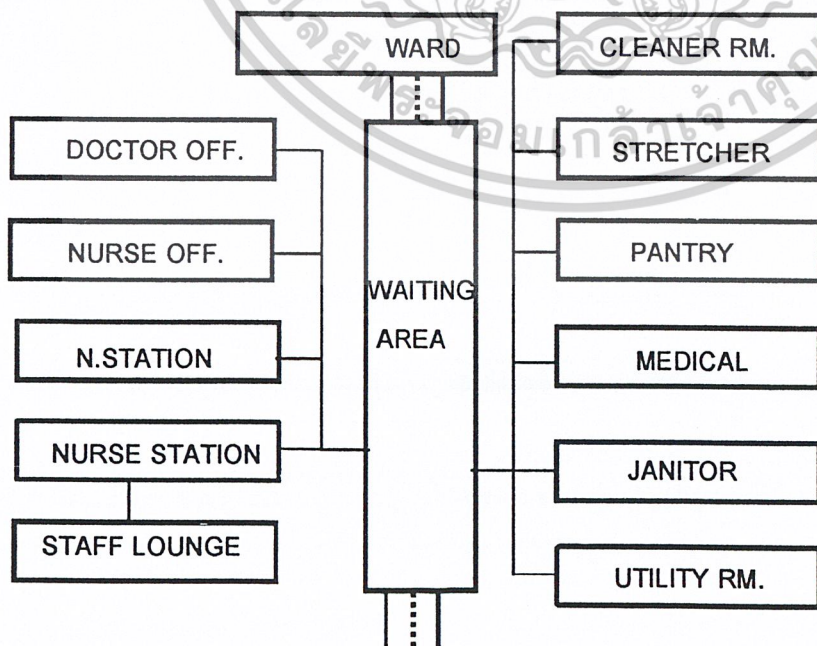 WARD
CLEANER RM.
DOCTOR OFF.
STRETCHER
NURSE OFF.
PANTRY
WAITING
AREA
N.STATION
MEDICAL
NURSE STATION
JANITOR
STAFF LOUNGE
UTILITY RM.